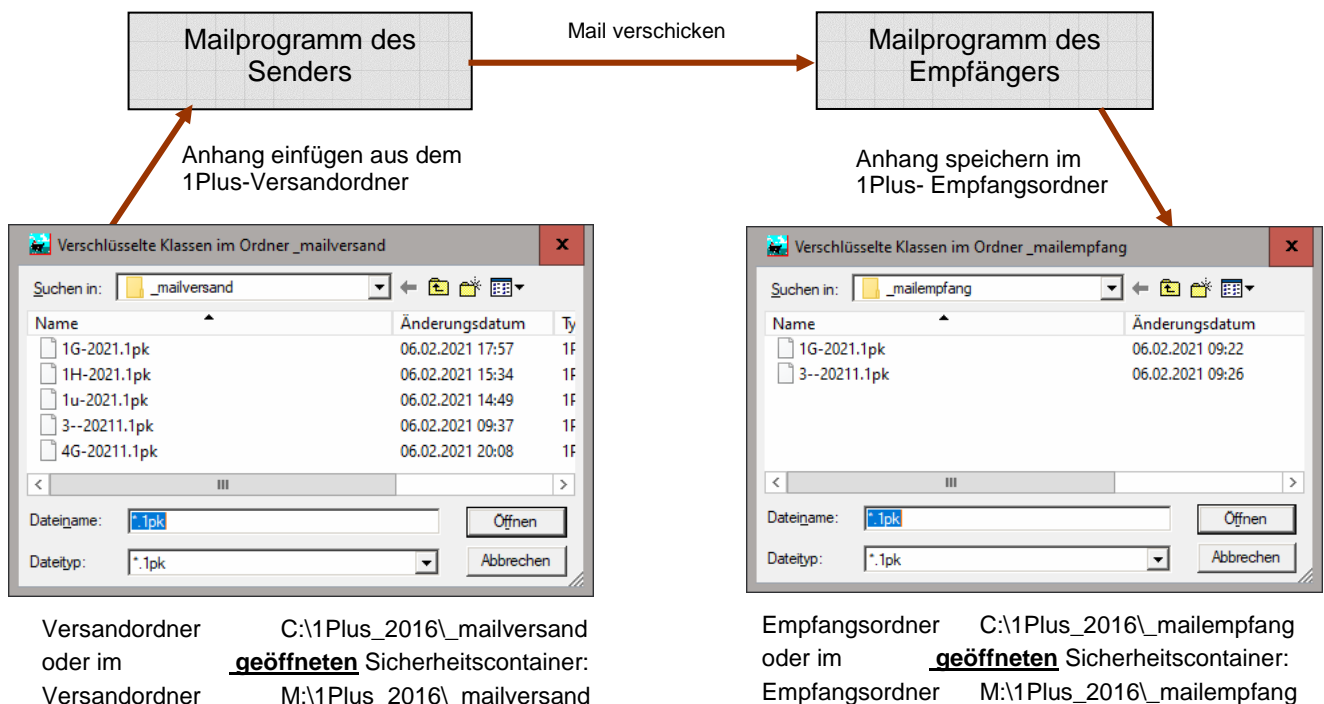 Mailprogramm des
Senders
Mail verschicken
Mailprogramm des
Empfängers
Anhang einfügen aus dem
1Plus-Versandordner
Anhang speichern im
1Plus- Empfangsordner
Verschlüsselte Klassen im Ordner _mailversand
x
Suchen in: _mailversand
Name Änderungsdatum Ty
1G-2021.1pk 06.02.2021 17:57 1P
1H-2021.1pk 06.02.2021 15:34 1P
1u-2021.1pk 06.02.2021 14:49 1P
3--20211.1pk 06.02.2021 09:37 1P
4G-20211.1pk 06.02.2021 20:08 1P
Dateiname: *.1pk Öffnen
Dateityp: *.1pk Abbrechen
Verschlüsselte Klassen im Ordner _mailempfang
x
Suchen in: _mailempfang
Name Änderungsdatum
1G-2021.1pk 06.02.2021 09:22
3--20211.1pk 06.02.2021 09:26
Dateiname: *.1pk Öffnen
Dateityp: *.1pk Abbrechen
Versandordner C:\1Plus_2016\_mailversand
oder im geöffneten Sicherheitscontainer:
Versandordner M:\1Plus_2016\_mailversand
Empfangsordner C:\1Plus_2016\_mailempfang
oder im geöffneten Sicherheitscontainer:
Empfangsordner M:\1Plus_2016\_mailempfang